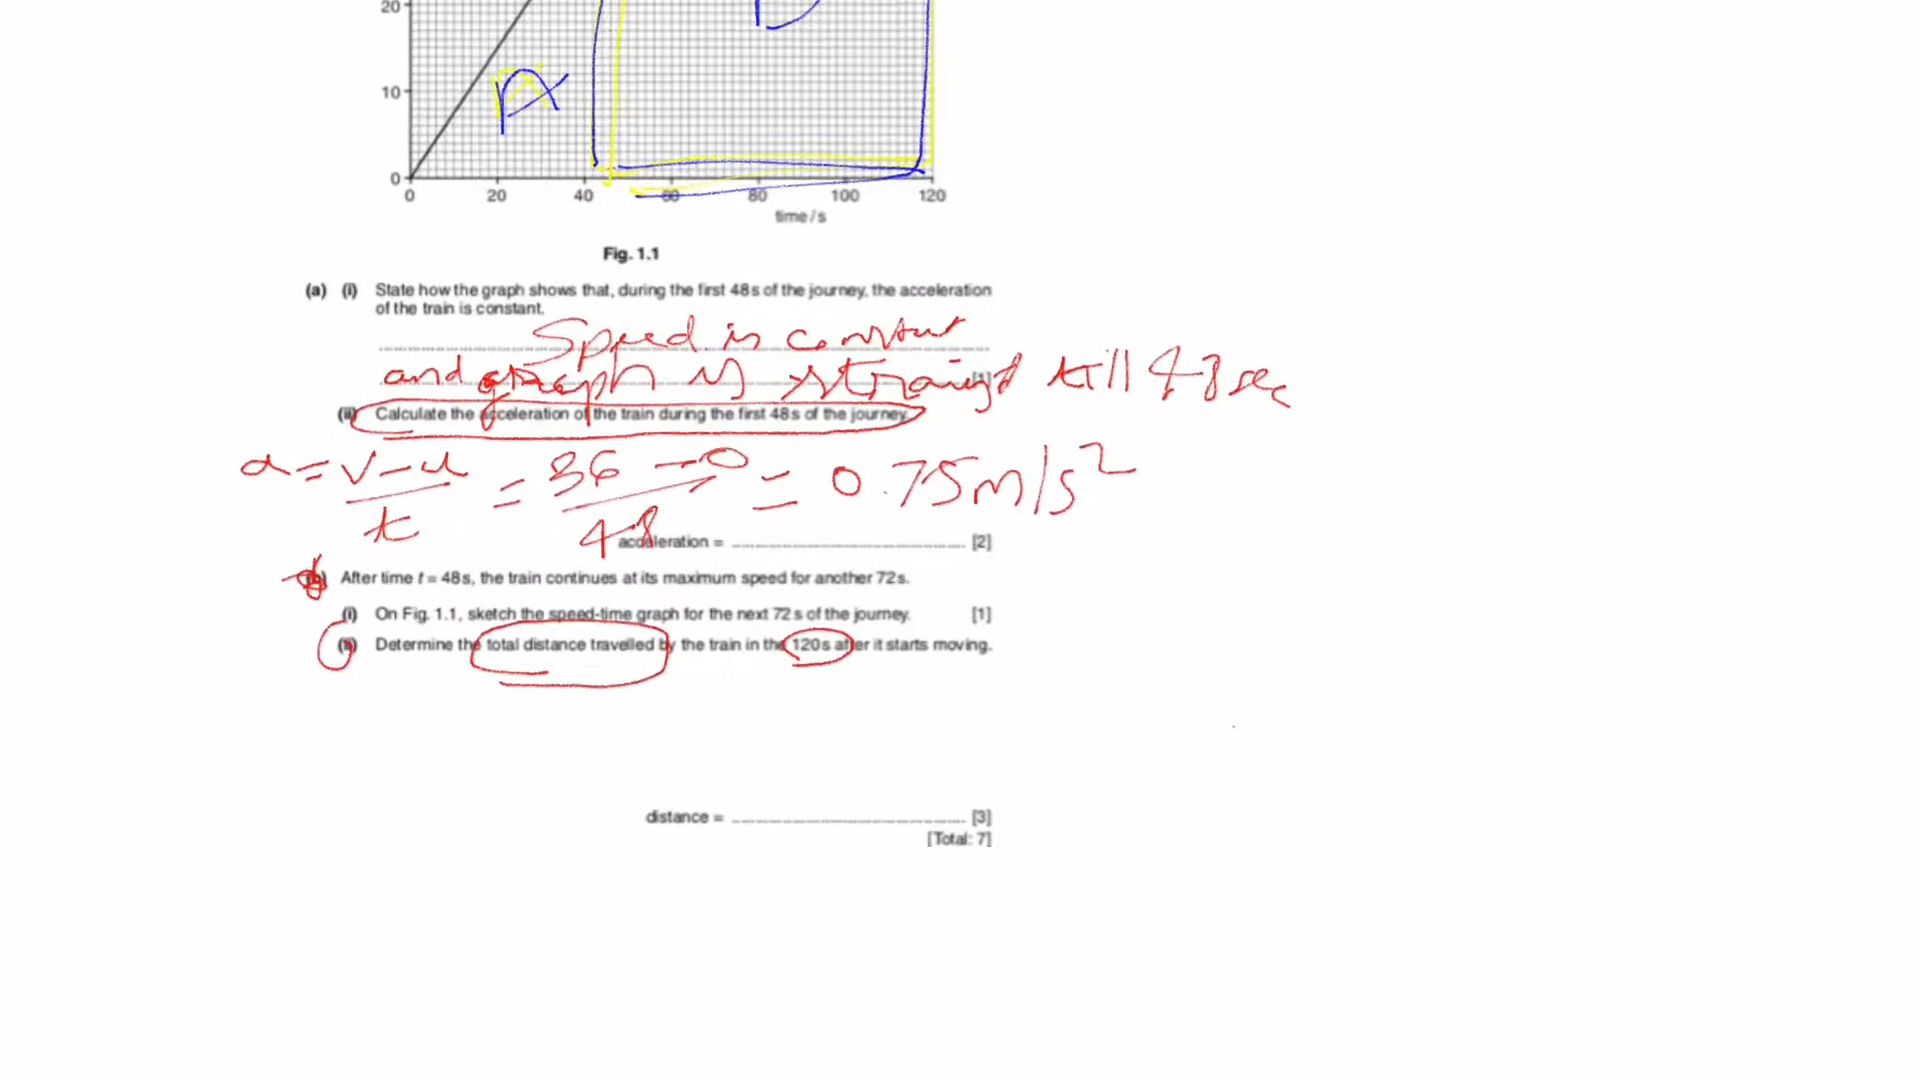 20
10
0
0 20 40 60 80 100 120
time / s
Fig. 1.1
(a) (i) State how the graph shows that, during the first 48 s of the journey, the acceleration
of the train is constant.
Speed is constant
and graph is straight till 48 sec
[1]
(ii) Calculate the acceleration of the train during the first 48 s of the journey.
a = v - u / t = 36 - 0 / 48 = 0.75 m/s²
acceleration = [2]
(b) After time t = 48 s, the train continues at its maximum speed for another 72 s.
(i) On Fig. 1.1, sketch the speed-time graph for the next 72 s of the journey. [1]
(ii) Determine the total distance travelled by the train in the 120 s after it starts moving.
distance = [3]
[Total: 7]